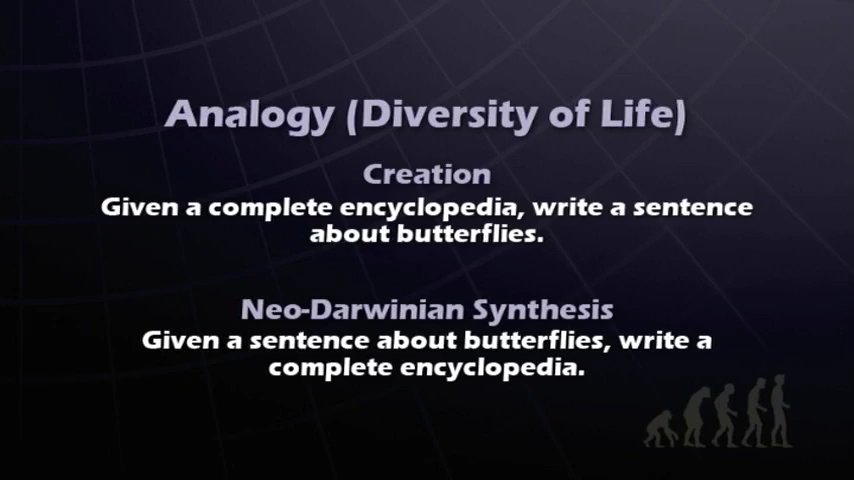 Analogy (Diversity of Life)
Creation
Given a complete encyclopedia, write a sentence
about butterflies.
Neo-Darwinian Synthesis
Given a sentence about butterflies, write a
complete encyclopedia.